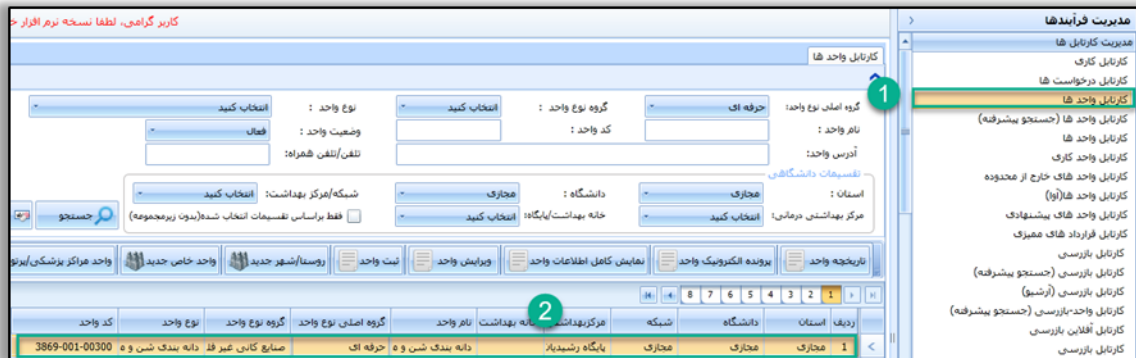 کاربر گرامی، لطفا نسخه نرم افزار
مدیریت فرآیندها
مدیریت کارتابل ها
کارتابل کاری
کارتابل درخواست ها
کارتابل واحد ها
کارتابل واحد ها (جستجو پیشرفته)
کارتابل واحد ها
کارتابل واحد کاری
کارتابل واحد های خارج از محدوده
کارتابل واحد ها(آوا)
کارتابل واحد های پیشنهادی
کارتابل قرارداد های ممیزی
کارتابل بازرسی
کارتابل بازرسی (جستجو پیشرفته)
کارتابل بازرسی (آرشیو)
کارتابل واحد-بازرسی (جستجو پیشرفته)
کارتابل آفلاین بازرسی
کارتابل بازرسی
1
کارتابل واحد ها
گروه اصلی نوع واحد: حرفه ای گروه نوع واحد : انتخاب کنید نوع واحد : انتخاب کنید
نام واحد : کد واحد : وضعیت واحد : فعال
آدرس واحد: تلفن/تلفن همراه:
تقسیمات دانشگاهی
استان : مجازی دانشگاه : مجازی شبکه/مرکز بهداشت: انتخاب کنید
مرکز بهداشتی درمانی: انتخاب کنید خانه بهداشت/پایگاه: انتخاب کنید فقط براساس تقسیمات انتخاب شده(بدون زیرمجموعه) جستجو
تاریخچه واحد پرونده الکترونیک واحد نمایش کامل اطلاعات واحد ویرایش واحد ثبت واحد روستا/شهر جدید واحد خاص جدید واحد مراکز پزشکی/پرتو
1 2 3 4 5 6 7 8
2
ردیف استان دانشگاه شبکه مرکزبهداشت خانه بهداشت نام واحد گروه اصلی نوع واحد گروه نوع واحد نوع واحد کد واحد
1 مجازی مجازی مجازی پایگاه رشیدیان دانه بندی شن و م حرفه ای صنایع کانی غیر فلز دانه بندی شن و م 3869-001-00300